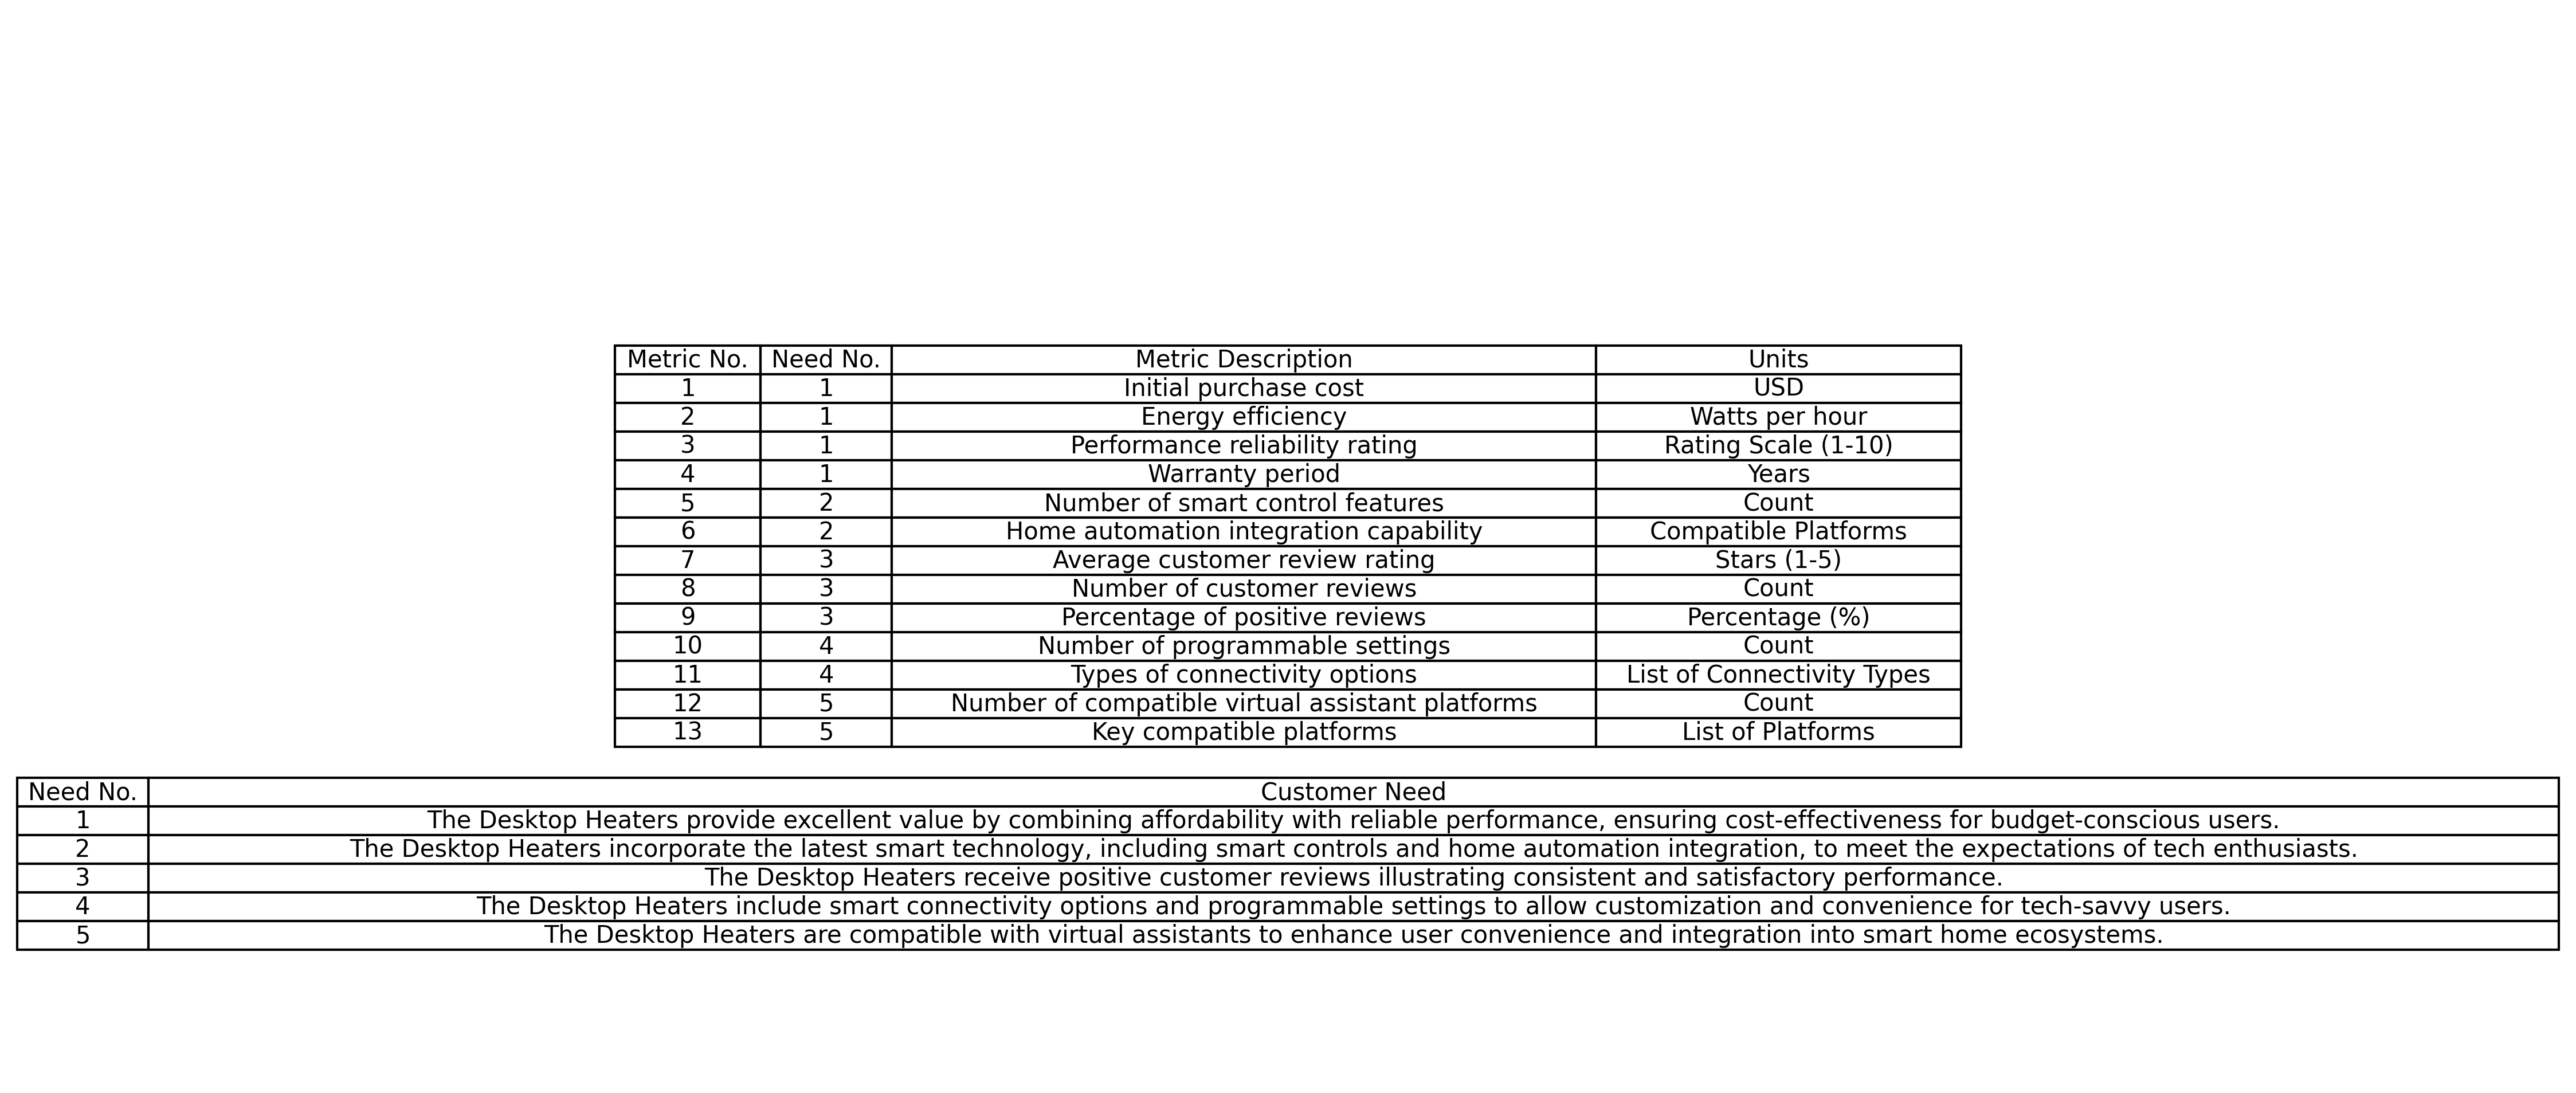 Metric No. Need No. Metric Description Units
1 1 Initial purchase cost USD
2 1 Energy efficiency Watts per hour
3 1 Performance reliability rating Rating Scale (1-10)
4 1 Warranty period Years
5 2 Number of smart control features Count
6 2 Home automation integration capability Compatible Platforms
7 3 Average customer review rating Stars (1-5)
8 3 Number of customer reviews Count
9 3 Percentage of positive reviews Percentage (%)
10 4 Number of programmable settings Count
11 4 Types of connectivity options List of Connectivity Types
12 5 Number of compatible virtual assistant platforms Count
13 5 Key compatible platforms List of Platforms
Need No. Customer Need
1 The Desktop Heaters provide excellent value by combining affordability with reliable performance, ensuring cost-effectiveness for budget-conscious users.
2 The Desktop Heaters incorporate the latest smart technology, including smart controls and home automation integration, to meet the expectations of tech enthusiasts.
3 The Desktop Heaters receive positive customer reviews illustrating consistent and satisfactory performance.
4 The Desktop Heaters include smart connectivity options and programmable settings to allow customization and convenience for tech-savvy users.
5 The Desktop Heaters are compatible with virtual assistants to enhance user convenience and integration into smart home ecosystems.